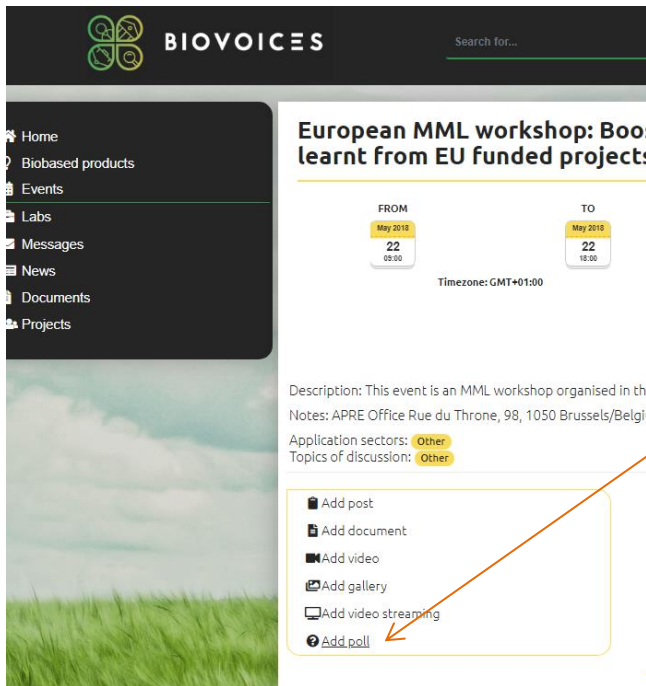 BIOVOICES
Search for...
Home
Biobased products
Events
Labs
Messages
News
Documents
Projects
European MML workshop: Boos
learnt from EU funded projects
FROM
TO
May 2018
May 2018
22
22
09:00
18:00
Timezone: GMT+01:00
Description: This event is an MML workshop organised in th
Notes: APRE Office Rue du Throne, 98, 1050 Brussels/Belgi
Application sectors: Other
Topics of discussion: Other
Add post
Add document
Add video
Add gallery
Add video streaming
Add poll